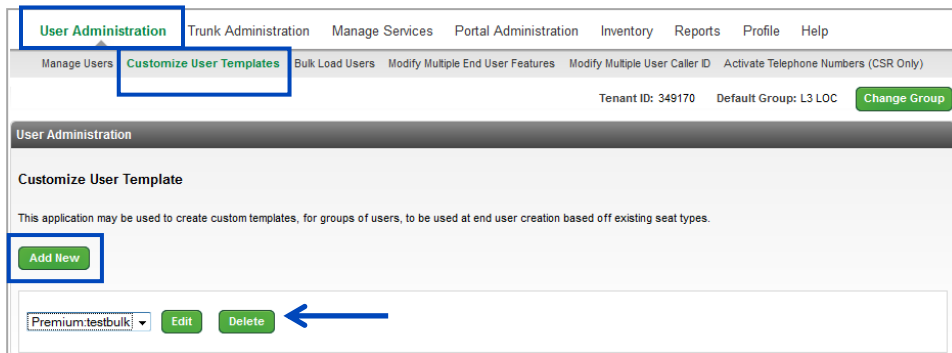 User Administration Trunk Administration Manage Services Portal Administration Inventory Reports Profile Help
Manage Users Customize User Templates Bulk Load Users Modify Multiple End User Features Modify Multiple User Caller ID Activate Telephone Numbers (CSR Only)
Tenant ID: 349170 Default Group: L3 LOC Change Group
User Administration
Customize User Template
This application may be used to create custom templates, for groups of users, to be used at end user creation based off existing seat types.
Add New
Premium:testbulk Edit Delete